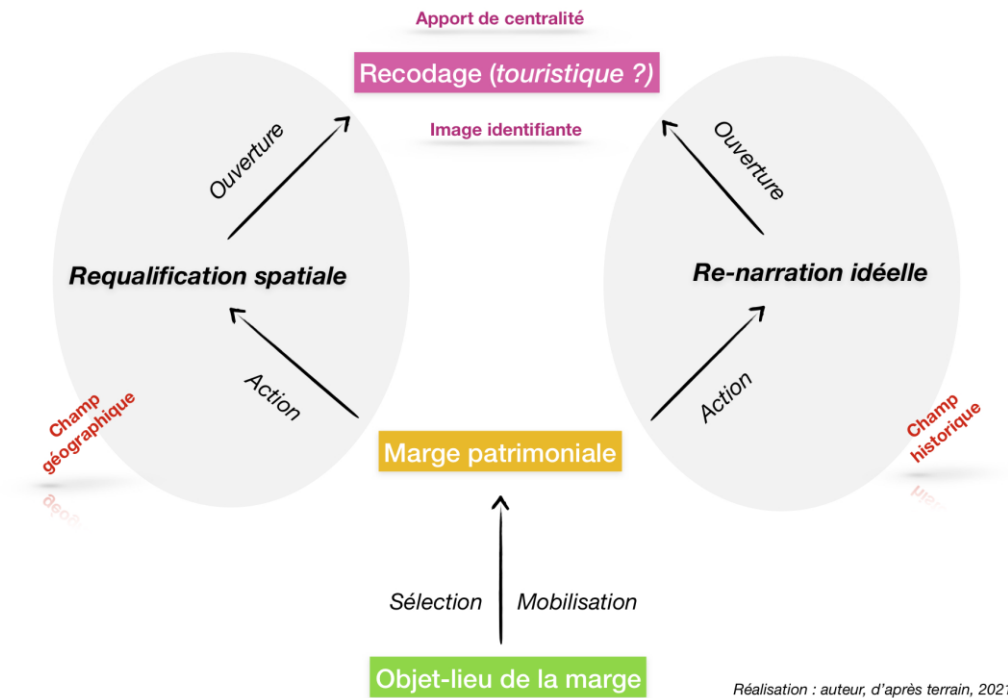 Apport de centralité
Recodage (touristique ?)
Image identifiante
Ouverture
Ouverture
Requalification spatiale
Re-narration idéelle
Action
Action
Champ
géographique
Champ
historique
Marge patrimoniale
Sélection
Mobilisation
Objet-lieu de la marge
Réalisation : auteur, d'après terrain, 202